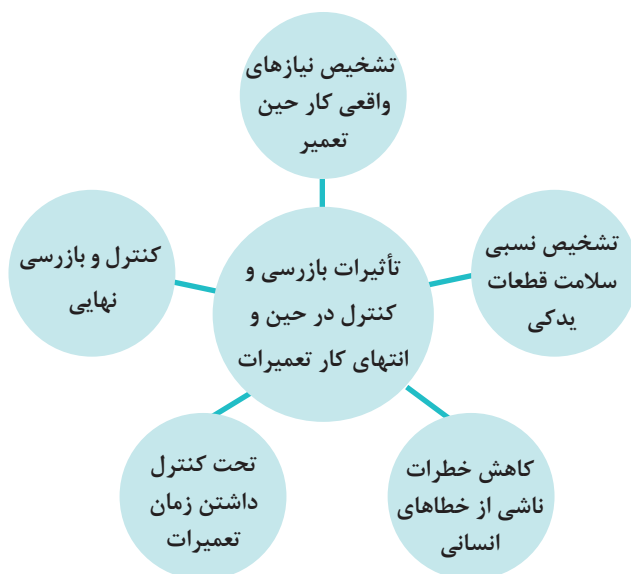 تشخیص نیازهای
واقعی کار حین
تعمیر
تشخیص نسبی
سلامت قطعات
یدکی
کنترل و بازرسی
نهایی
تأثیرات بازرسی و
کنترل در حین و
انتهای کار تعمیرات
کاهش خطرات
ناشی از خطاهای
انسانی
تحت کنترل
داشتن زمان
تعمیرات